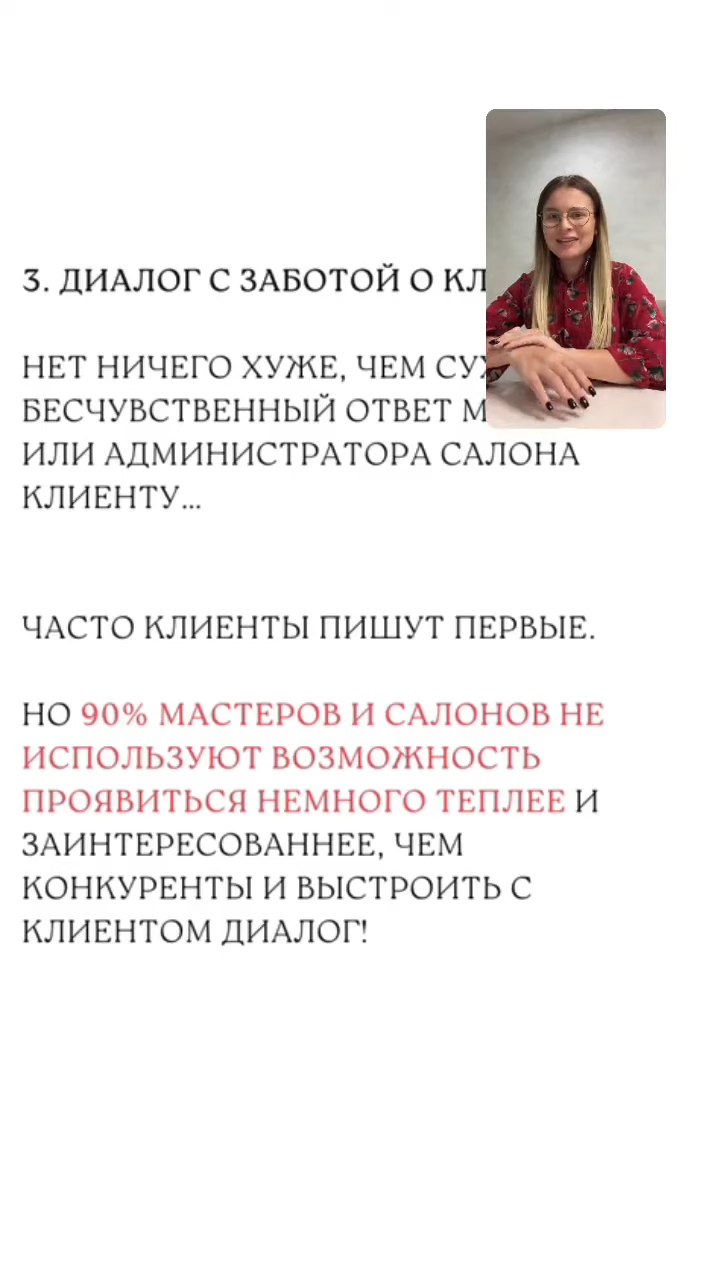 3. ДИАЛОГ С ЗАБОТОЙ О
НЕТ НИЧЕГО ХУЖЕ, ЧЕМ
БЕСЧУВСТВЕННЫЙ ОТВЕТ
ИЛИ АДМИНИСТРАТОРА САЛОНА
КЛИЕНТУ...
ЧАСТО КЛИЕНТЫ ПИШУТ ПЕРВЫЕ.
НО 90% МАСТЕРОВ И САЛОНОВ НЕ
ИСПОЛЬЗУЮТ ВОЗМОЖНОСТЬ
ПРОЯВИТЬСЯ НЕМНОГО ТЕПЛЕЕ И
ЗАИНТЕРЕСОВАННЕЕ, ЧЕМ
КОНКУРЕНТЫ И ВЫСТРОИТЬ С
КЛИЕНТОМ ДИАЛОГ!